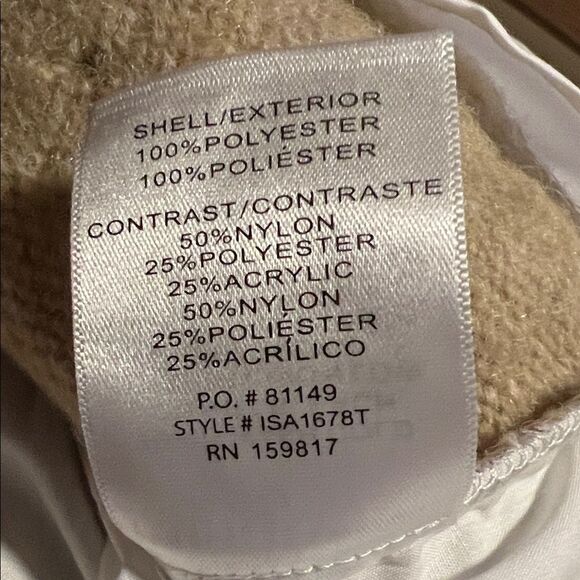 SHELL/EXTERIOR
100%POLYESTER
100%POLIÉSTER
CONTRAST/CONTRASTE
50%NYLON
25%POLYESTER
25%ACRYLIC
50%NYLON
25%POLIÉSTER
25%ACRÍLICO
P.O. # 81149
STYLE# ISA1678T
RN 159817